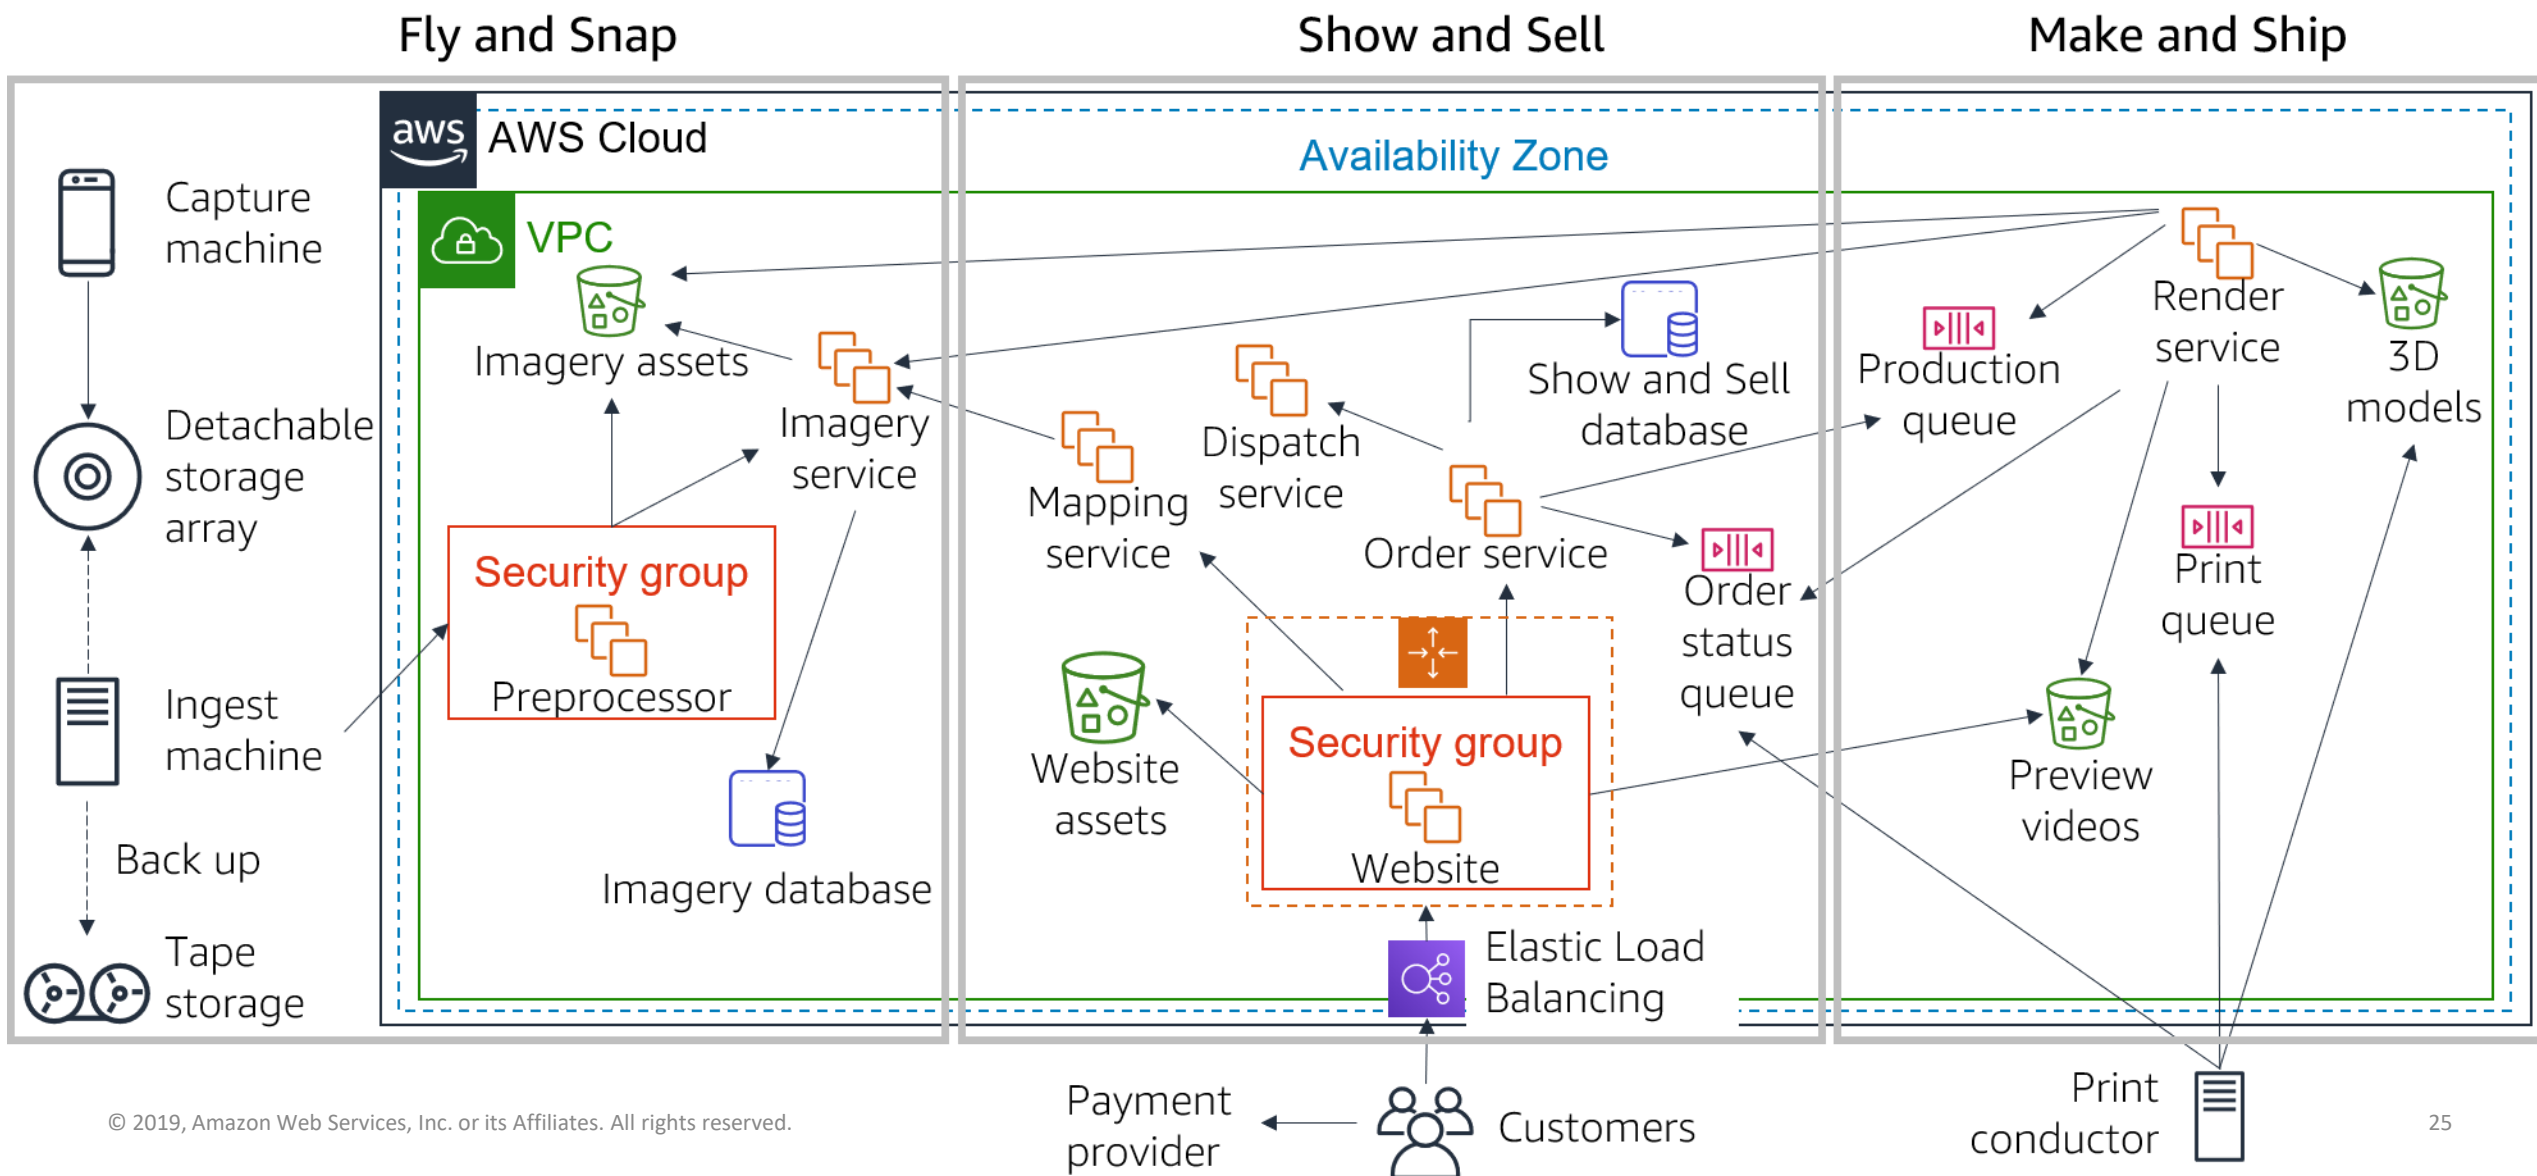 Fly and Snap
Show and Sell
Make and Ship
aws
AWS Cloud
Availability Zone
VPC
Capture
machine
Detachable
storage
array
Ingest
machine
Back up
Tape
storage
Imagery assets
Imagery
service
Security group
Preprocessor
Imagery database
Mapping
service
Dispatch
service
Show and Sell
database
Order service
Order
status
queue
Website
assets
Security group
Website
Elastic Load
Balancing
Production
queue
Render
service
3D
models
Print
queue
Preview
videos
Payment
provider
Customers
Print
conductor
© 2019, Amazon Web Services, Inc. or its Affiliates. All rights reserved.
25